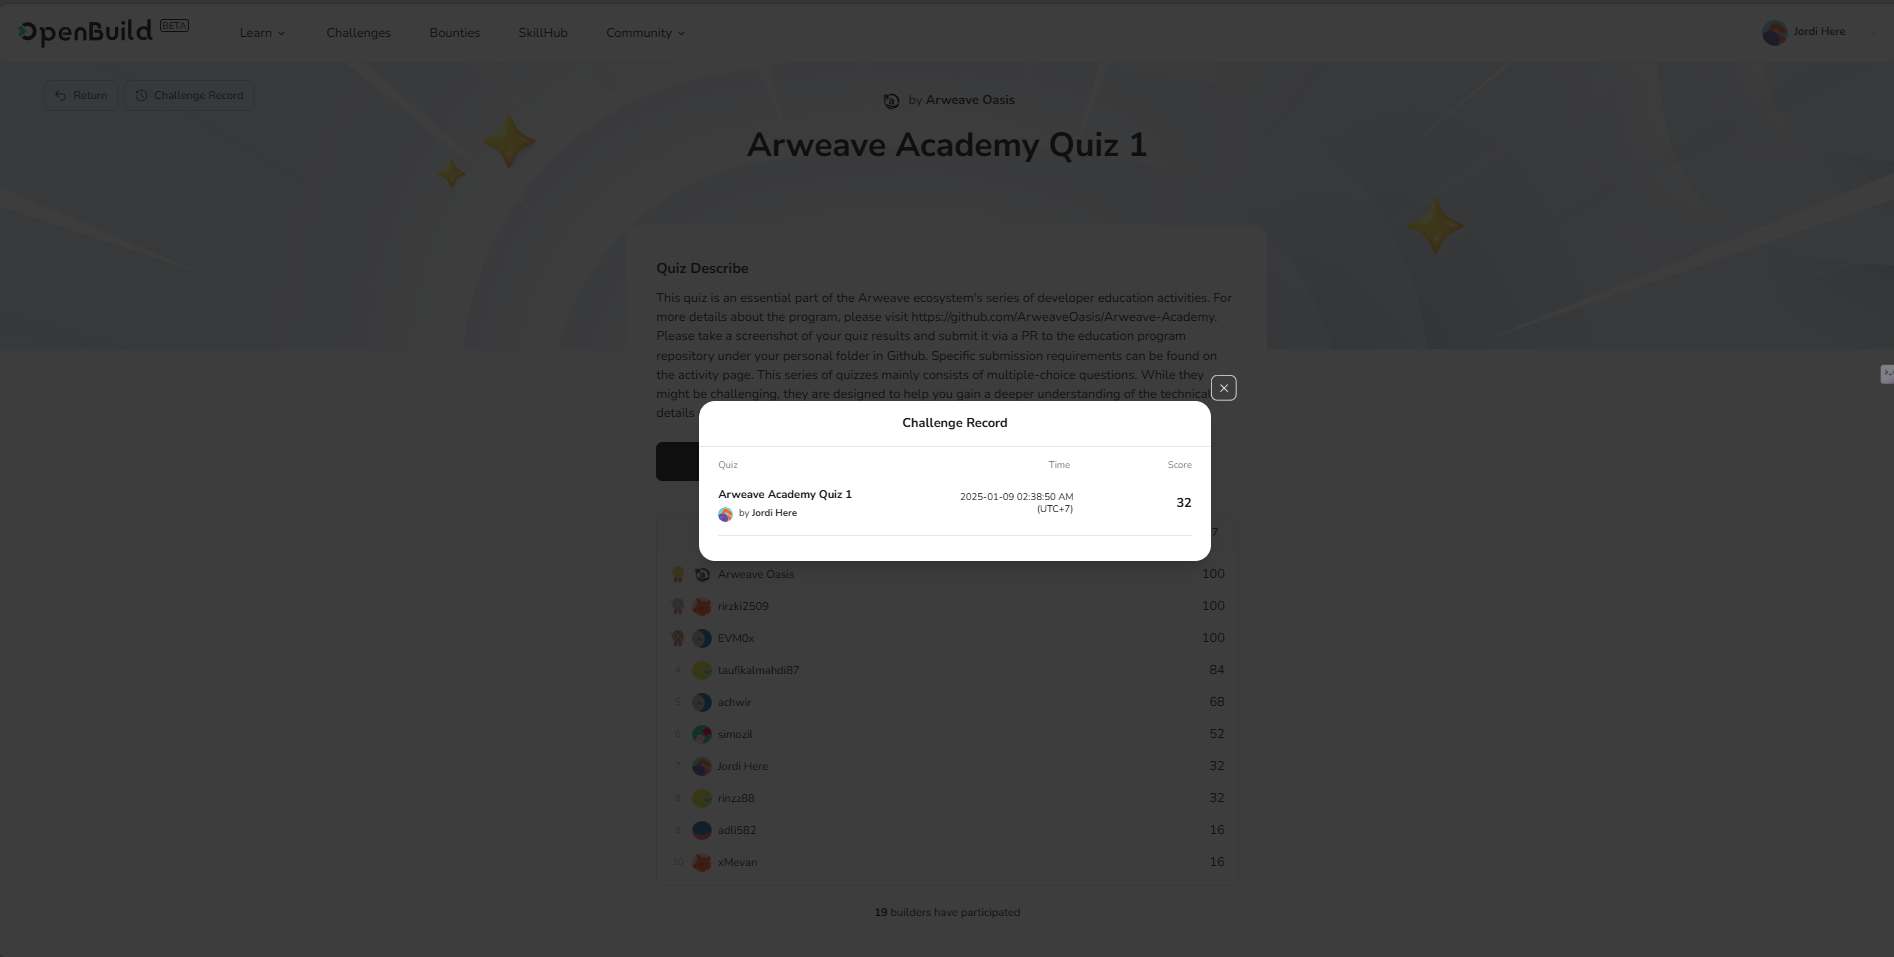 OpenBuild BETA
Learn
Challenges
Bounties
SkillHub
Community
Jordi Here
Return
Challenge Record
by Arweave Oasis
Arweave Academy Quiz 1
Quiz Describe
This quiz is an essential part of the Arweave ecosystem's series of developer education activities. For
more details about the program, please visit https://github.com/ArweaveOasis/Arweave-Academy.
Please take a screenshot of your quiz results and submit it via a PR to the education program
repository under your personal folder in Github. Specific submission requirements can be found on
the activity page. This series of quizzes mainly consists of multiple-choice questions. While they
might be challenging, they are designed to help you gain a deeper understanding of the technical
details
Challenge Record
Quiz Time Score
Arweave Academy Quiz 1
by Jordi Here
2025-01-09 02:38:50 AM
(UTC+7)
32
7
Arweave Oasis 100
rirzki2509 100
EVM0x 100
4 taufikalmahdi87 84
5 achwir 68
6 simozil 52
7 Jordi Here 32
8 rinzz88 32
9 adli582 16
10 xMevan 16
19 builders have participated